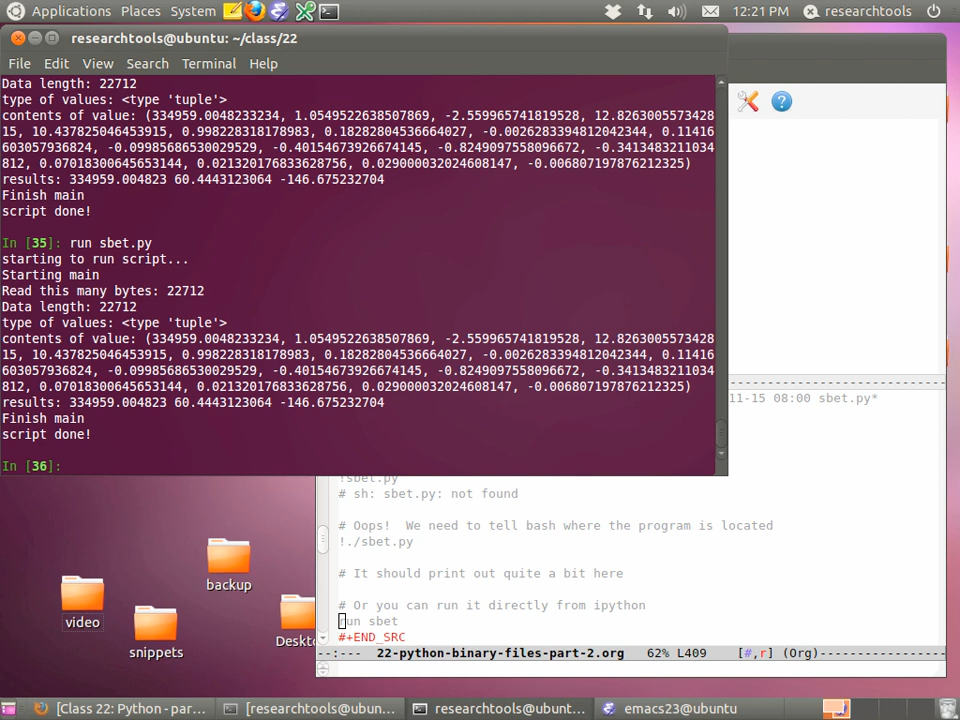 Applications Places System 12:21 PM researchtools
researchtools@ubuntu: ~/class/22
File Edit View Search Terminal Help
Data length: 22712
type of values: <type 'tuple'>
contents of value: (334959.0048233234, 1.0549522638507869, -2.559965741819528, 12.8263005573428
15, 10.437825046453915, 0.998228318178983, 0.18282804536664027, -0.0026283394812042344, 0.11416
603057936824, -0.09985686530029529, -0.40154673926674145, -0.8249097558096672, -0.3413483211034
812, 0.07018300645653144, 0.021320176833628756, 0.029000032024608147, -0.006807197876212325)
results: 334959.004823 60.4443123064 -146.675232704
Finish main
script done!
In [35]: run sbet.py
starting to run script...
Starting main
Read this many bytes: 22712
Data length: 22712
type of values: <type 'tuple'>
contents of value: (334959.0048233234, 1.0549522638507869, -2.559965741819528, 12.8263005573428
15, 10.437825046453915, 0.998228318178983, 0.18282804536664027, -0.0026283394812042344, 0.11416
603057936824, -0.09985686530029529, -0.40154673926674145, -0.8249097558096672, -0.3413483211034
812, 0.07018300645653144, 0.021320176833628756, 0.029000032024608147, -0.006807197876212325)
results: 334959.004823 60.4443123064 -146.675232704
Finish main
script done!
In [36]:
11-15 08:00 sbet.py*
!sbet.py
# sh: sbet.py: not found
# Oops! We need to tell bash where the program is located
!./sbet.py
# It should print out quite a bit here
# Or you can run it directly from ipython
run sbet
#+END_SRC
--:--- 22-python-binary-files-part-2.org 62% L409 [#,r] (Org)-----------------
backup
video
snippets
Deskto
[Class 22: Python - par... [researchtools@ubun... researchtools@ubunt... emacs23@ubuntu